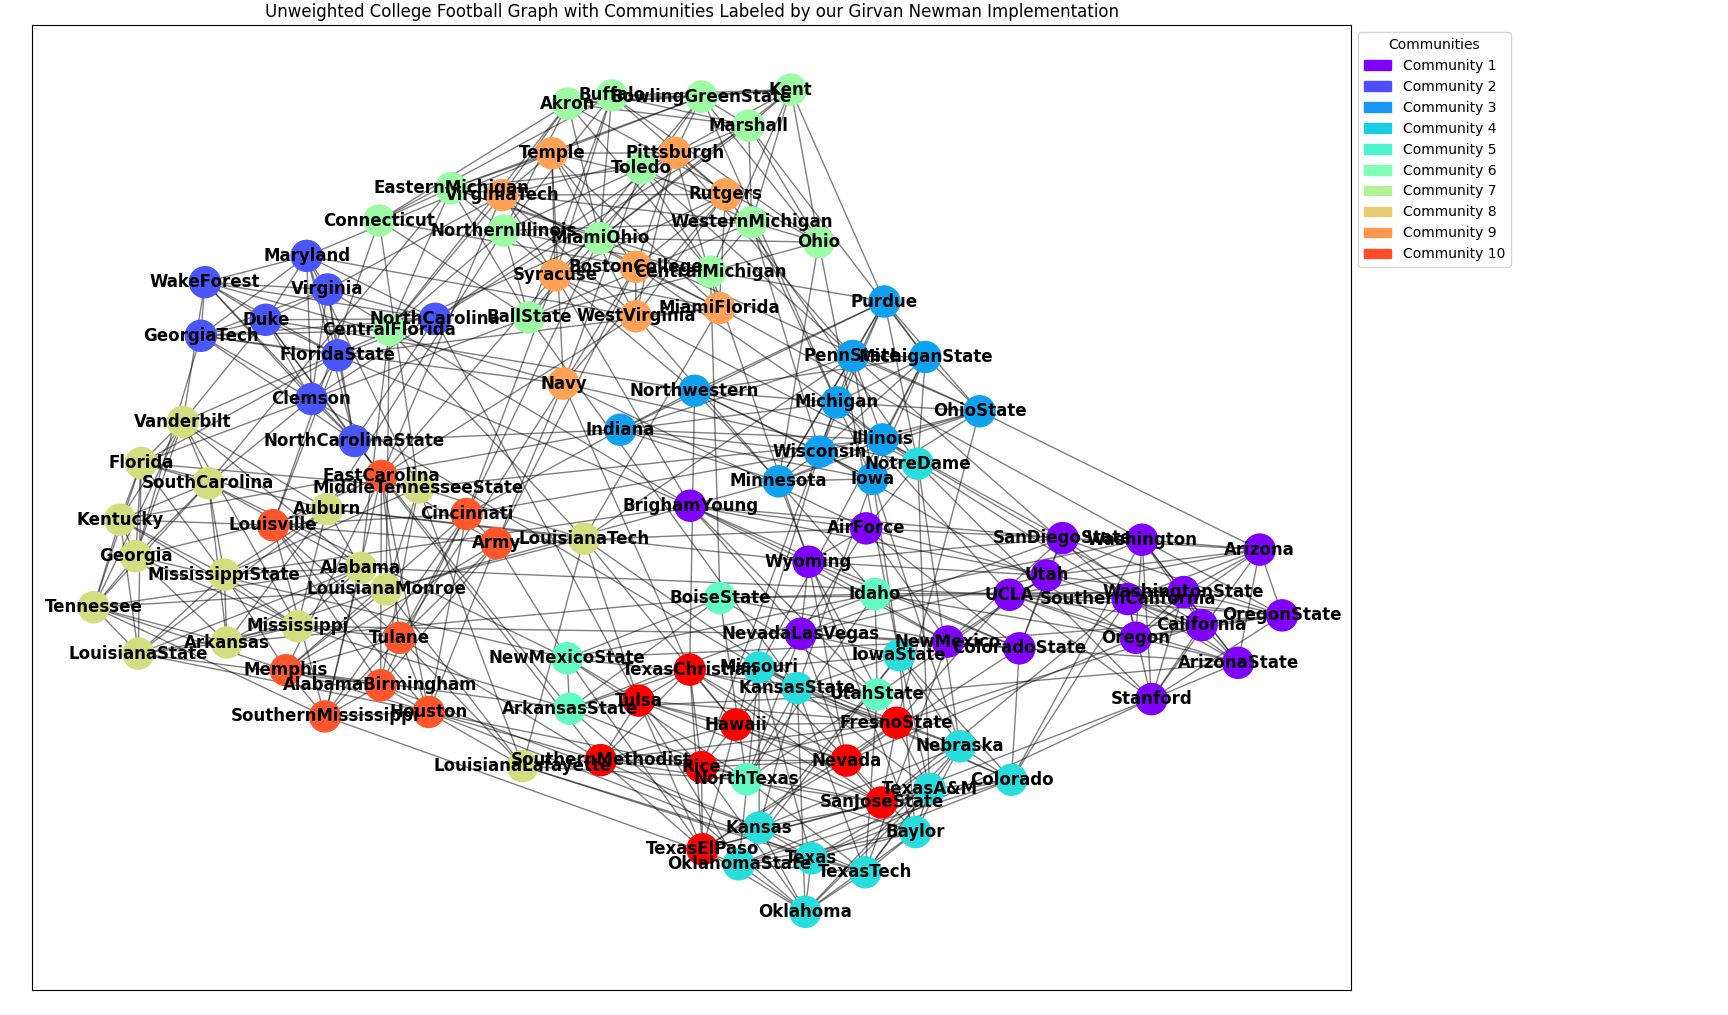 Unweighted College Football Graph with Communities Labeled by our Girvan Newman Implementation
Communities
Community 1
Community 2
Community 3
Community 4
Community 5
Community 6
Community 7
Community 8
Community 9
Community 10
Kent
Buffalo
BowlingGreenState
Akron
Marshall
Temple
Pittsburgh
Toledo
EasternMichigan
VirginiaTech
Rutgers
Connecticut
WesternMichigan
NorthernIllinois
MiamiOhio
Ohio
Maryland
BostonCollege
CentralMichigan
Syracuse
WakeForest
Virginia
Purdue
MiamiFlorida
WestVirginia
BallState
NorthCarolina
Duke
CentralFlorida
GeorgiaTech
FloridaState
PennState
MichiganState
Navy
Northwestern
Clemson
Michigan
OhioState
Vanderbilt
Indiana
NorthCarolinaState
Illinois
Wisconsin
Florida
NotreDame
EastCarolina
SouthCarolina
MiddleTennesseeState
Minnesota
Iowa
BrighamYoung
Auburn
Cincinnati
Kentucky
Louisville
AirForce
LouisianaTech
SanDiegoState
Washington
Army
Arizona
Georgia
Wyoming
Alabama
MississippiState
Utah
LouisianaMonroe
WashingtonState
Idaho
UCLA
BoiseState
SouthernCalifornia
Tennessee
OregonState
Mississippi
California
NevadaLasVegas
Tulane
Oregon
Arkansas
NewMexico
ColoradoState
LouisianaState
IowaState
NewMexicoState
ArizonaState
Missouri
Memphis
TexasChristian
AlabamaBirmingham
KansasState
UtahState
Stanford
Tulsa
ArkansasState
Houston
SouthernMississippi
FresnoState
Hawaii
Nebraska
SouthernMethodist
Nevada
LouisianaLafayette
Rice
NorthTexas
Colorado
TexasA&M
SanJoseState
Kansas
Baylor
TexasElPaso
Texas
OklahomaState
TexasTech
Oklahoma